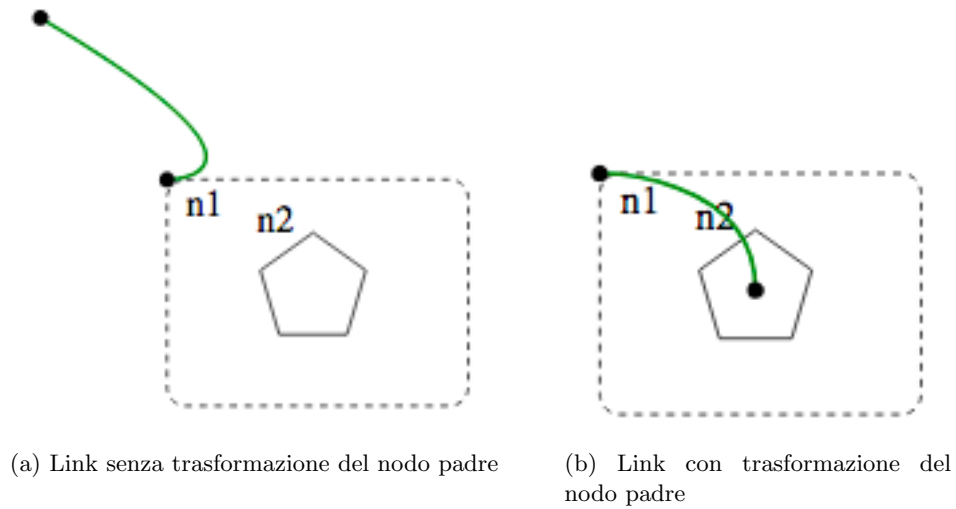 n1
n2
n1
n2
(a) Link senza trasformazione del nodo padre
(b) Link con trasformazione del
nodo padre